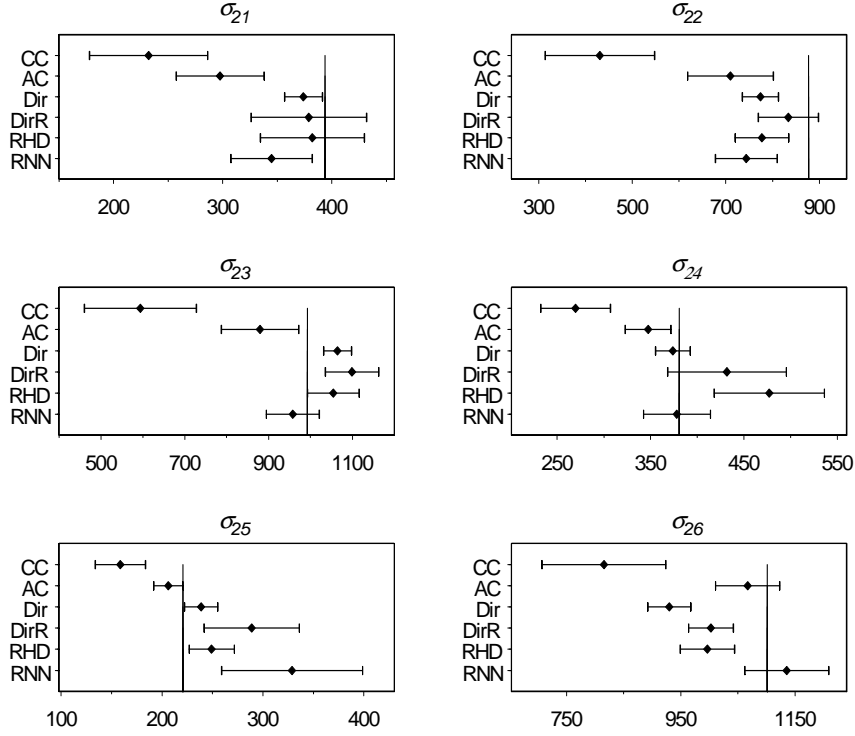 σ21
CC
AC
Dir
DirR
RHD
RNN
200 300 400
σ22
CC
AC
Dir
DirR
RHD
RNN
300 500 700 900
σ23
CC
AC
Dir
DirR
RHD
RNN
500 700 900 1100
σ24
CC
AC
Dir
DirR
RHD
RNN
250 350 450 550
σ25
CC
AC
Dir
DirR
RHD
RNN
100 200 300 400
σ26
CC
AC
Dir
DirR
RHD
RNN
750 950 1150